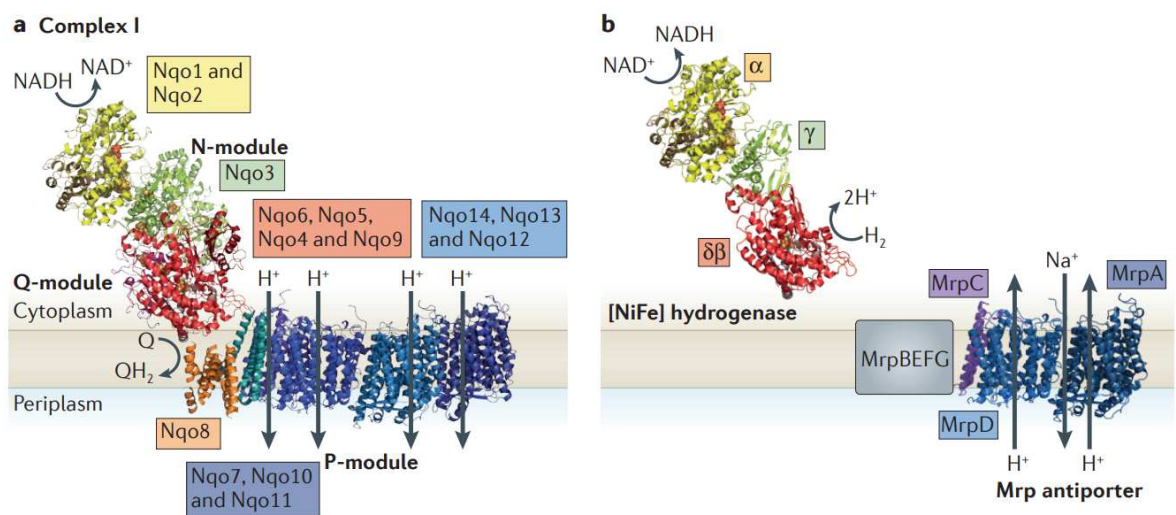 a Complex I
NADH
NAD+
Nqo1 and
Nqo2
N-module
Nqo3
Nqo6, Nqo5,
Nqo4 and Nqo9
Nqo14, Nqo13
and Nqo12
Q-module
Cytoplasm
H+
H+
H+
H+
Q
QH₂
Periplasm
Nqo8
P-module
Nqo7, Nqo10
and Nqo11
b
NADH
NAD+
α
γ
2H+
H₂
δβ
[NiFe] hydrogenase
MrpC
Na+
MrpA
MrpBEFG
MrpD
H+
H+
Mrp antiporter